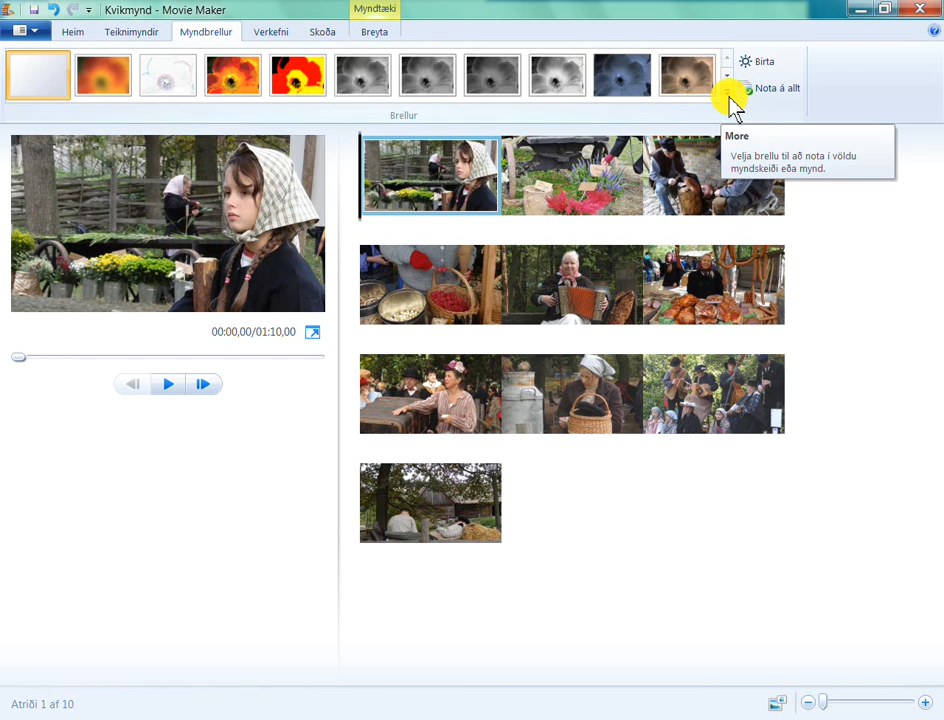 Kvikmynd - Movie Maker
Myndtæki
Heim
Teiknimyndir
Myndbrellur
Verkefni
Skoða
Breyta
Birta
Nota á allt
Brellur
More
Velja brellu til að nota í völdu
myndskeiði eða mynd.
00:00,00/01:10,00
Atriði 1 af 10